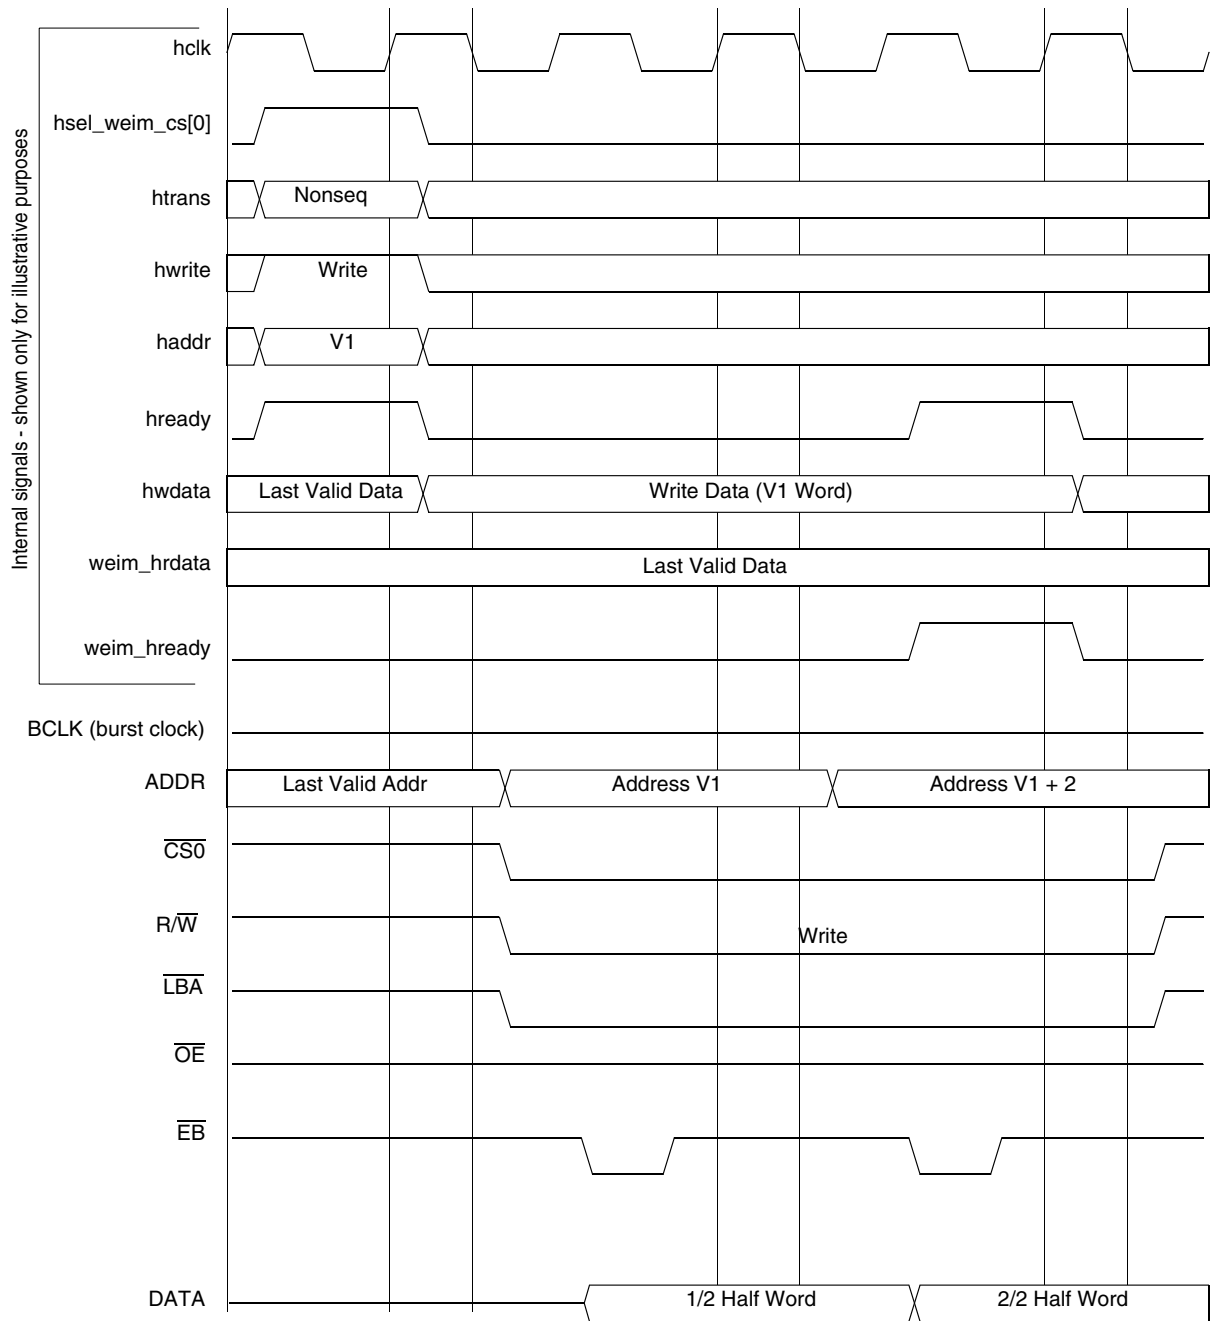 Internal signals - shown only for illustrative purposes
hclk
hsel_weim_cs[0]
htrans Nonseq
hwrite Write
haddr V1
hready
hwdata Last Valid Data Write Data (V1 Word)
weim_hrdata Last Valid Data
weim_hready
BCLK (burst clock)
ADDR Last Valid Addr Address V1 Address V1 + 2
CS0
R/W Write
LBA
OE
EB
DATA 1/2 Half Word 2/2 Half Word